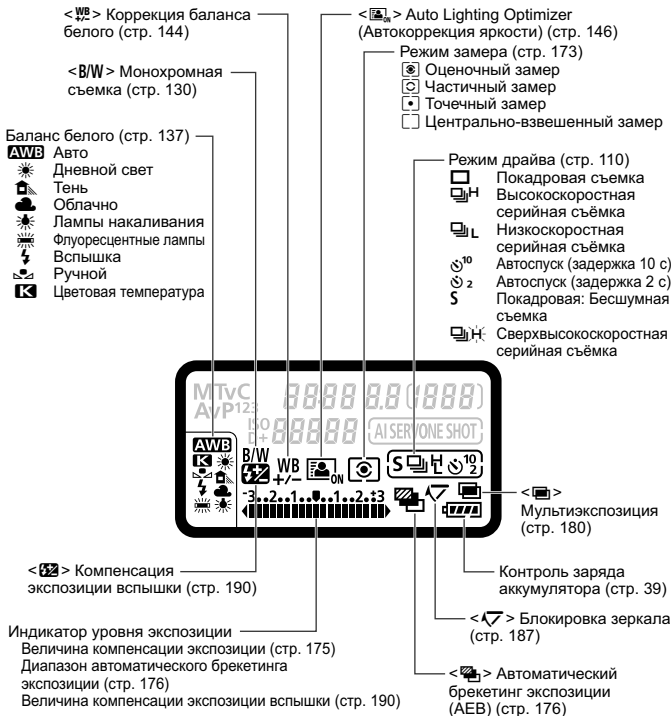 <WB +/-> Коррекция баланса
белого (стр. 144)
<B/W> Монохромная
съемка (стр. 130)
Баланс белого (стр. 137)
AWB Авто
Дневной свет
Тень
Облачно
Лампы накаливания
Флуоресцентные лампы
Вспышка
Ручной
K Цветовая температура
<ON> Auto Lighting Optimizer
(Автокоррекция яркости) (стр. 146)
Режим замера (стр. 173)
Оценочный замер
Частичный замер
Точечный замер
Центрально-взвешенный замер
Режим драйва (стр. 110)
Покадровая съемка
H Высокоскоростная
серийная съёмка
L Низкоскоростная
серийная съёмка
10 Автоспуск (задержка 10 с)
2 Автоспуск (задержка 2 с)
S Покадровая: Бесшумная
съемка
H Сверхвысокоскоростная
серийная съёмка
MTvC 8888 8.8 (1888)
AvP123
ISO D+ 88888 AI SERVONE SHOT
AWB
K
B/W WB +/- ON S H L 10 2
-3..2..1..0..1..2..+3
<> 
Мультиэкспозиция
(стр. 180)
Контроль заряда
аккумулятора (стр. 39)
<> Блокировка зеркала
(стр. 187)
<> Автоматический
брекетинг экспозиции
(AEB) (стр. 176)
<> Компенсация
экспозиции вспышки (стр. 190)
Индикатор уровня экспозиции
Величина компенсации экспозиции (стр. 175)
Диапазон автоматического брекетинга
экспозиции (стр. 176)
Величина компенсации экспозиции вспышки (стр. 190)